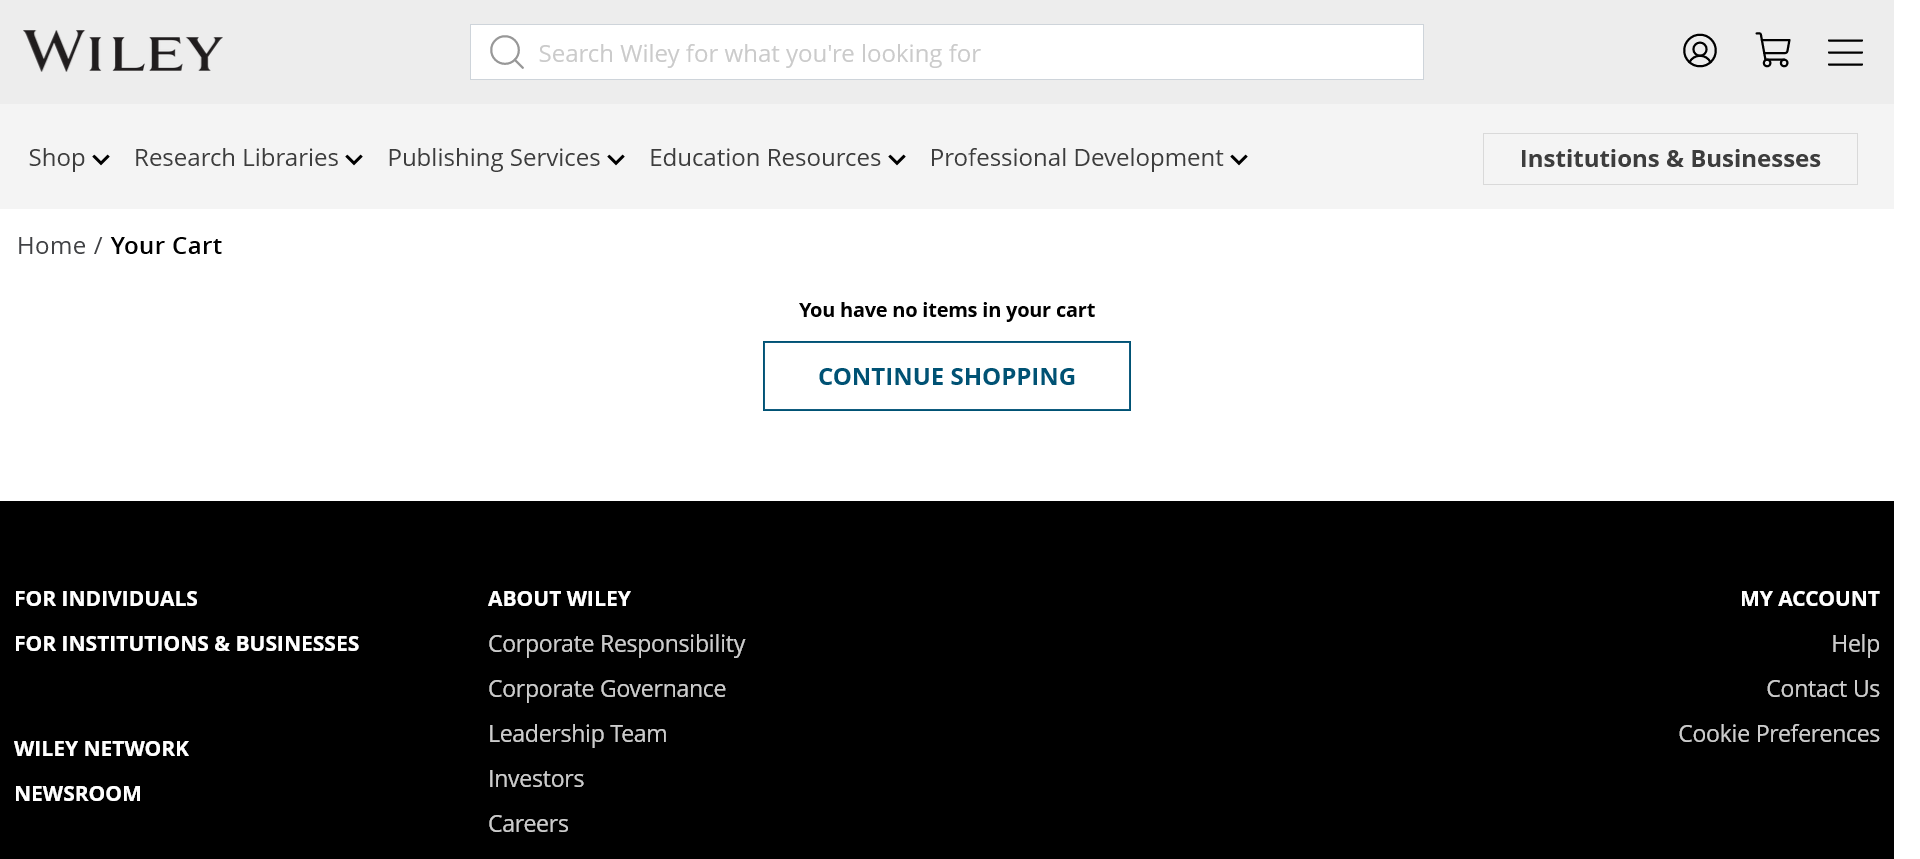 WILEY
Search Wiley for what you're looking for
Shop Research Libraries Publishing Services Education Resources Professional Development Institutions & Businesses
Home / Your Cart
You have no items in your cart
CONTINUE SHOPPING
FOR INDIVIDUALS
FOR INSTITUTIONS & BUSINESSES
WILEY NETWORK
NEWSROOM
ABOUT WILEY
Corporate Responsibility
Corporate Governance
Leadership Team
Investors
Careers
MY ACCOUNT
Help
Contact Us
Cookie Preferences